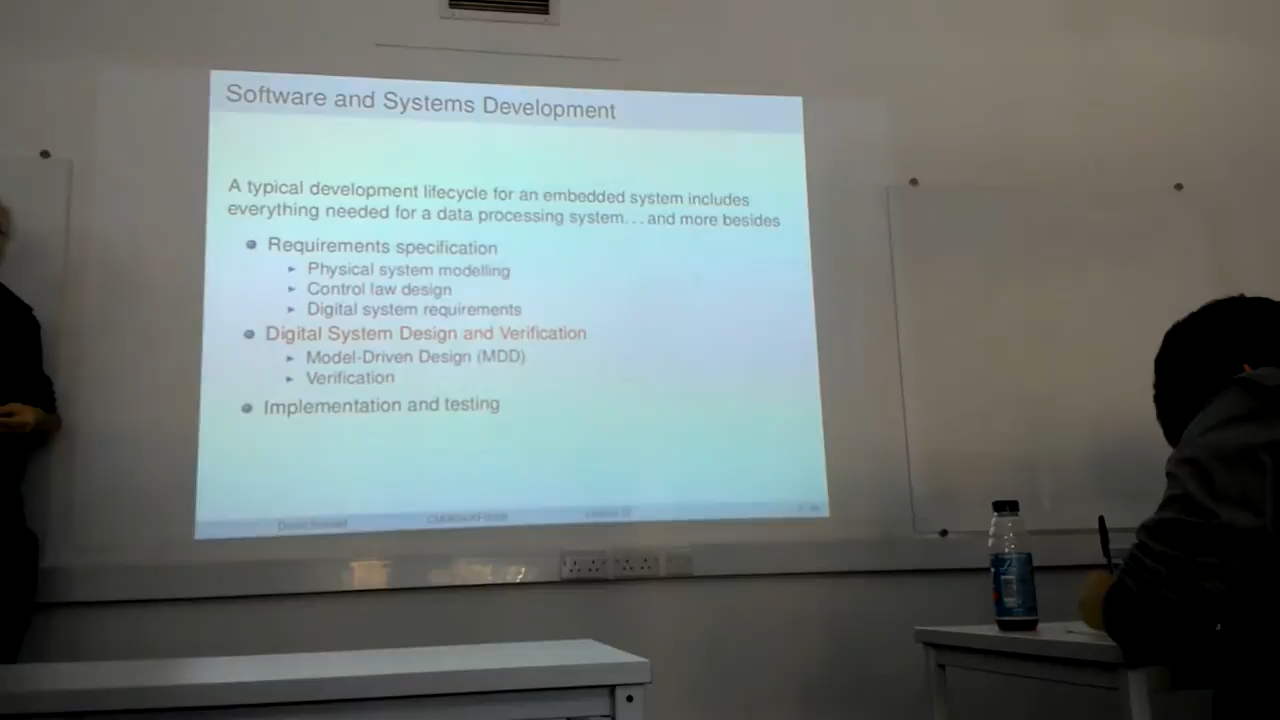 Software and Systems Development
A typical development lifecycle for an embedded system includes
everything needed for a data processing system...and more besides
Requirements specification
Physical system modelling
Control law design
Digital system requirements
Digital System Design and Verification
Model-Driven Design (MDD)
Verification
Implementation and testing